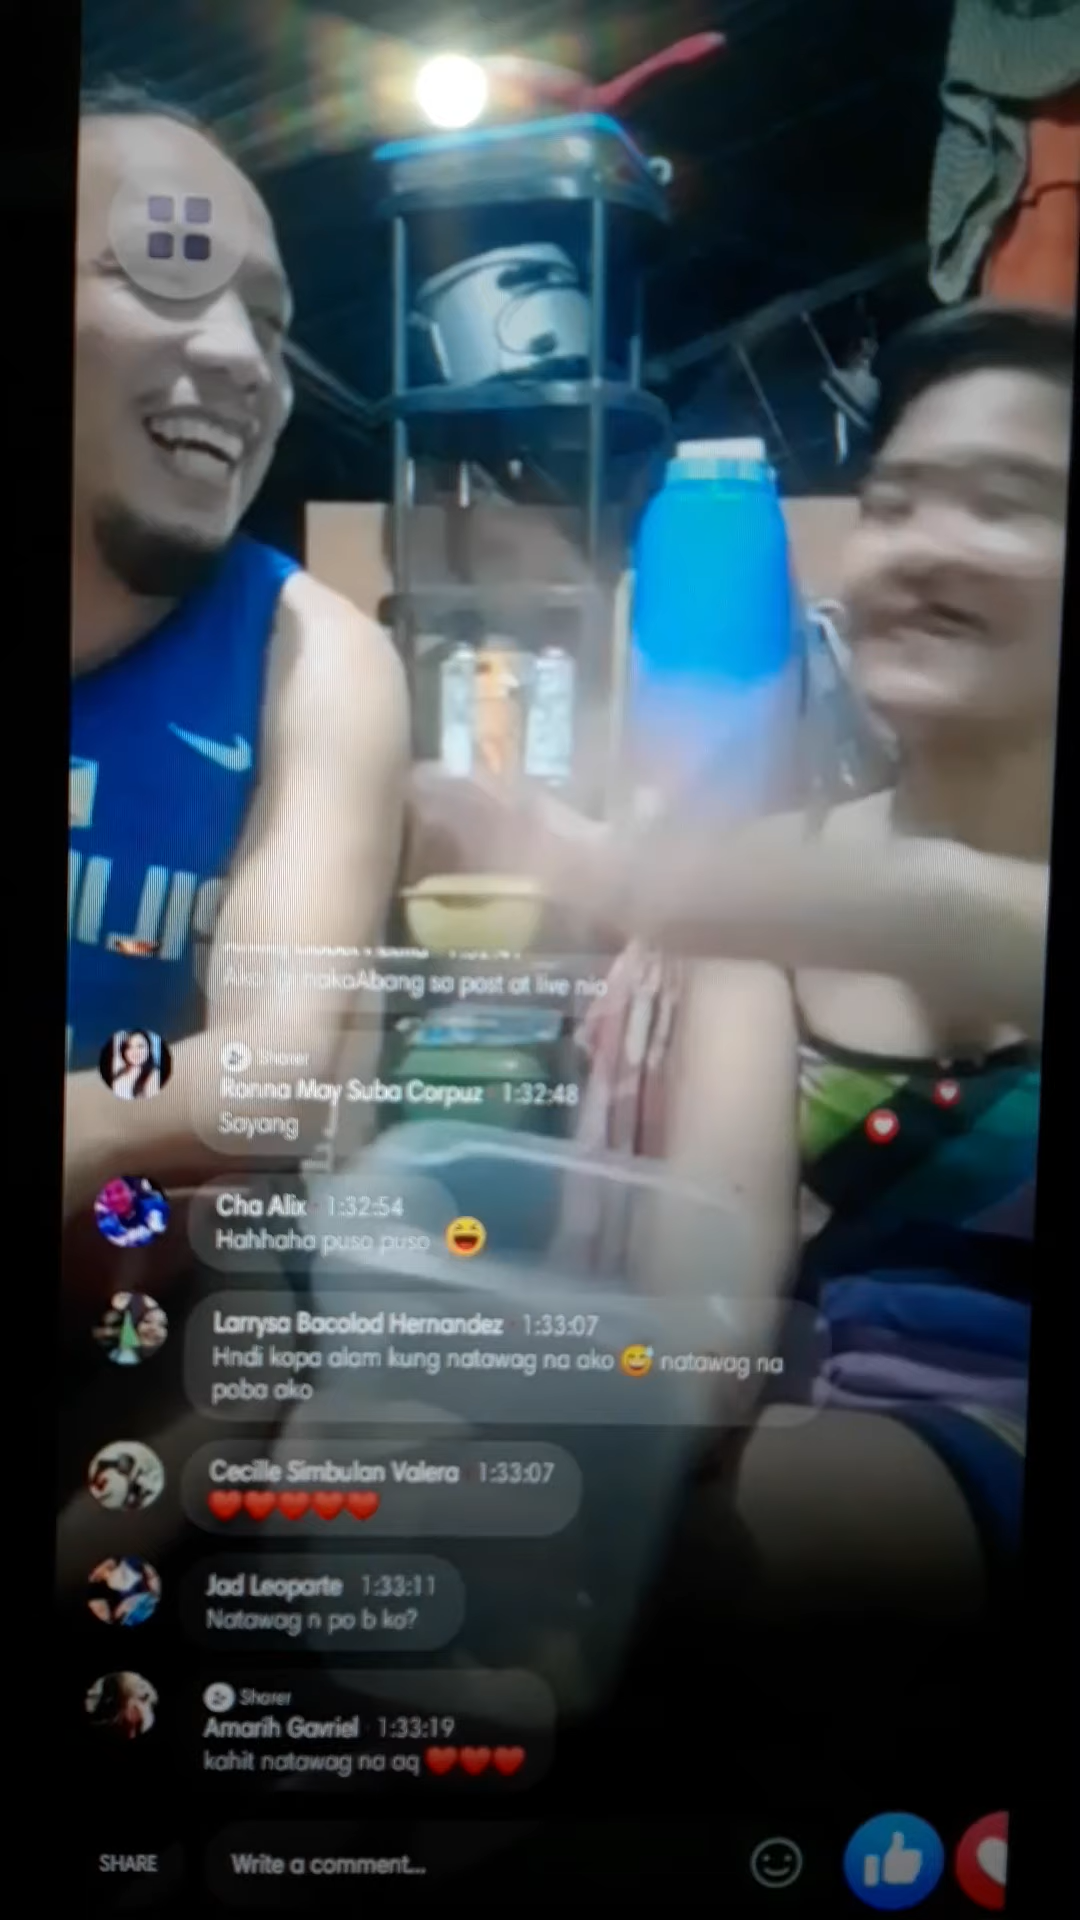 nakaAbang sa post at live nio
Sharer
Ronna May Suba Corpuz · 1:32:48
Sayang
Cha Alix · 1:32:54
Hahhaha puso puso 😆
Larrysa Bacolod Hernandez · 1:33:07
Hndi kopa alam kung natawag na ako 😅 natawag na
poba ako
Cecille Simbulan Valera · 1:33:07
❤️❤️❤️❤️❤️
Jad Leoparte · 1:33:11
Natawag n po b ko?
Sharer
Amarih Gavriel · 1:33:19
kahit natawag na aq ❤️❤️❤️
SHARE
Write a comment...